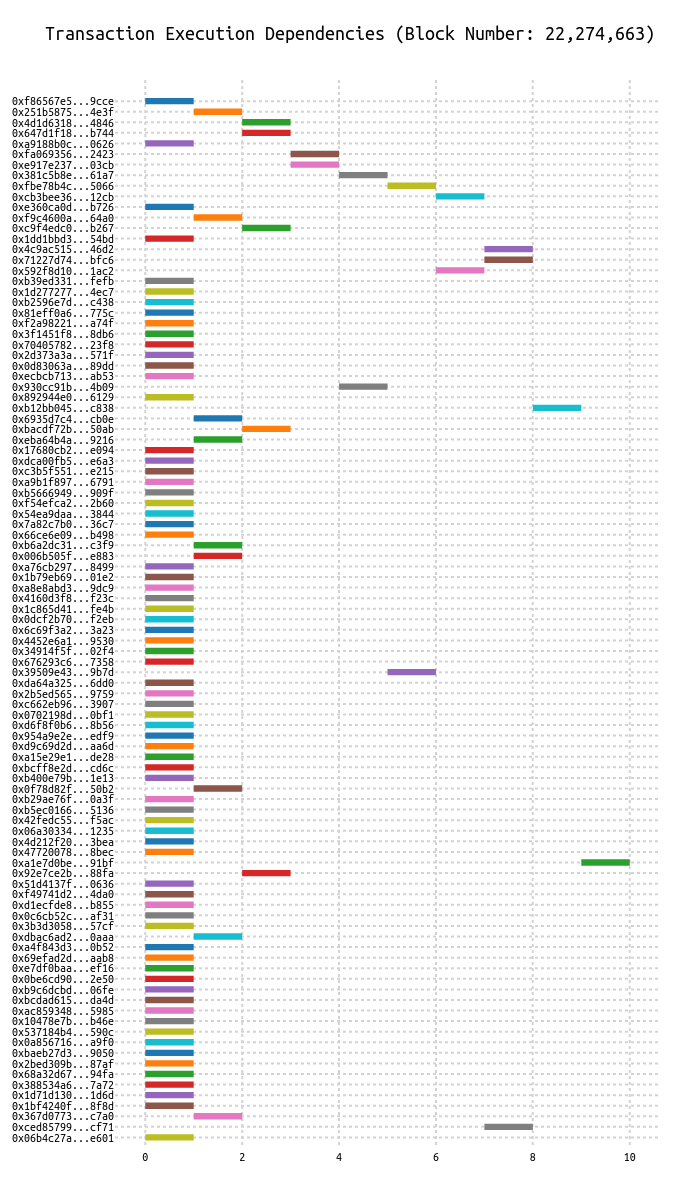 Transaction Execution Dependencies (Block Number: 22,274,663)
0xf86567e5...9cce
0x251b5875...4e3f
0x4d1d6318...4846
0x647d1f18...b744
0xa9188b0c...0626
0xfa069356...2423
0xe917e237...03cb
0x381c5b8e...61a7
0xfbe78b4c...5066
0xcb3bee36...12cb
0xe360ca0d...b726
0xf9c4600a...64a0
0xc9f4edc0...b267
0x1dd1bbd3...54bd
0x4c9ac515...46d2
0x71227d74...bfc6
0x592f8d10...1ac2
0xb39ed331...fefb
0x1d277277...4ec7
0xb2596e7d...c438
0x81eff0a6...775c
0xf2a98221...a74f
0x3f1451f8...8db6
0x70405782...23f8
0x2d373a3a...571f
0x0d83063a...89dd
0xecbcb713...ab53
0x930cc91b...4b09
0x892944e0...6129
0xb12bb045...c838
0x6935d7c4...cb0e
0xbacdf72b...50ab
0xeba64b4a...9216
0x17680cb2...e094
0xdca00fb5...e6a3
0xc3b5f551...e215
0xa9b1f897...6791
0xb5666949...909f
0xf54efca2...2b60
0x54ea9daa...3844
0x7a82c7b0...36c7
0x66ce6e09...b498
0xb6a2dc31...c3f9
0x006b505f...e883
0xa76cb297...8499
0x1b79eb69...01e2
0xa8e8abd3...9dc9
0x4160d3f8...f23c
0x1c865d41...fe4b
0x0dcf2b70...f2eb
0x6c69f3a2...3a23
0x4452e6a1...9530
0x34914f5f...02f4
0x676293c6...7358
0x39509e43...9b7d
0xda64a325...6dd0
0x2b5ed565...9759
0xc662eb96...3907
0x0702198d...0bf1
0xd6f8f0b6...8b56
0x954a9e2e...edf9
0xd9c69d2d...aa6d
0xa15e29e1...de28
0xbcff8e2d...cd6c
0xb400e79b...1e13
0x0f78d82f...50b2
0xb29ae76f...0a3f
0xb5ec0166...5136
0x42fedc55...f5ac
0x06a30334...1235
0x4d212f20...3bea
0x47720078...8bec
0xa1e7d0be...91bf
0x92e7ce2b...88fa
0x51d4137f...0636
0xf49741d2...4da0
0xd1ecfde8...b855
0x0c6cb52c...af31
0x3b3d3058...57cf
0xdbac6ad2...0aaa
0xa4f843d3...0b52
0x69efad2d...aab8
0xe7df0baa...ef16
0x0be6cd90...2e50
0xb9c6dcbd...06fe
0xbcdad615...da4d
0xac859348...5985
0x10478e7b...b46e
0x537184b4...590c
0x0a856716...a9f0
0xbaeb27d3...9050
0x2bed309b...87af
0x68a32d67...94fa
0x388534a6...7a72
0x1d71d130...1d6d
0x1bf4240f...8f8d
0x367d0773...c7a0
0xced85799...cf71
0x06b4c27a...e601
0 2 4 6 8 10